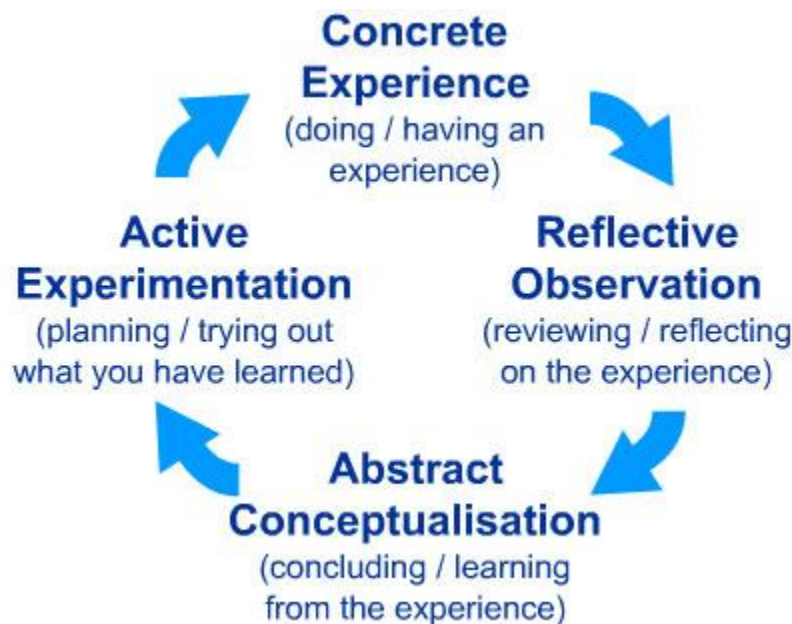 Concrete
Experience
(doing / having an
experience)
Reflective
Observation
(reviewing / reflecting
on the experience)
Abstract
Conceptualisation
(concluding / learning
from the experience)
Active
Experimentation
(planning / trying out
what you have learned)